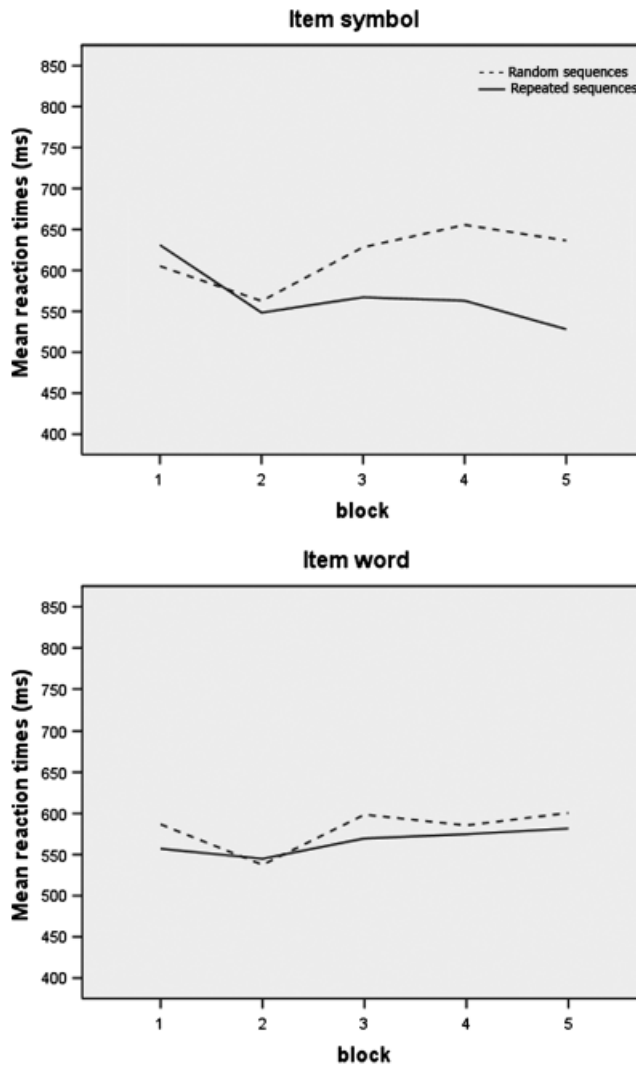 Item symbol
Random sequences
Repeated sequences
Mean reaction times (ms)
850
800
750
700
650
600
550
500
450
400
1 2 3 4 5
block
Item word
Mean reaction times (ms)
850
800
750
700
650
600
550
500
450
400
1 2 3 4 5
block